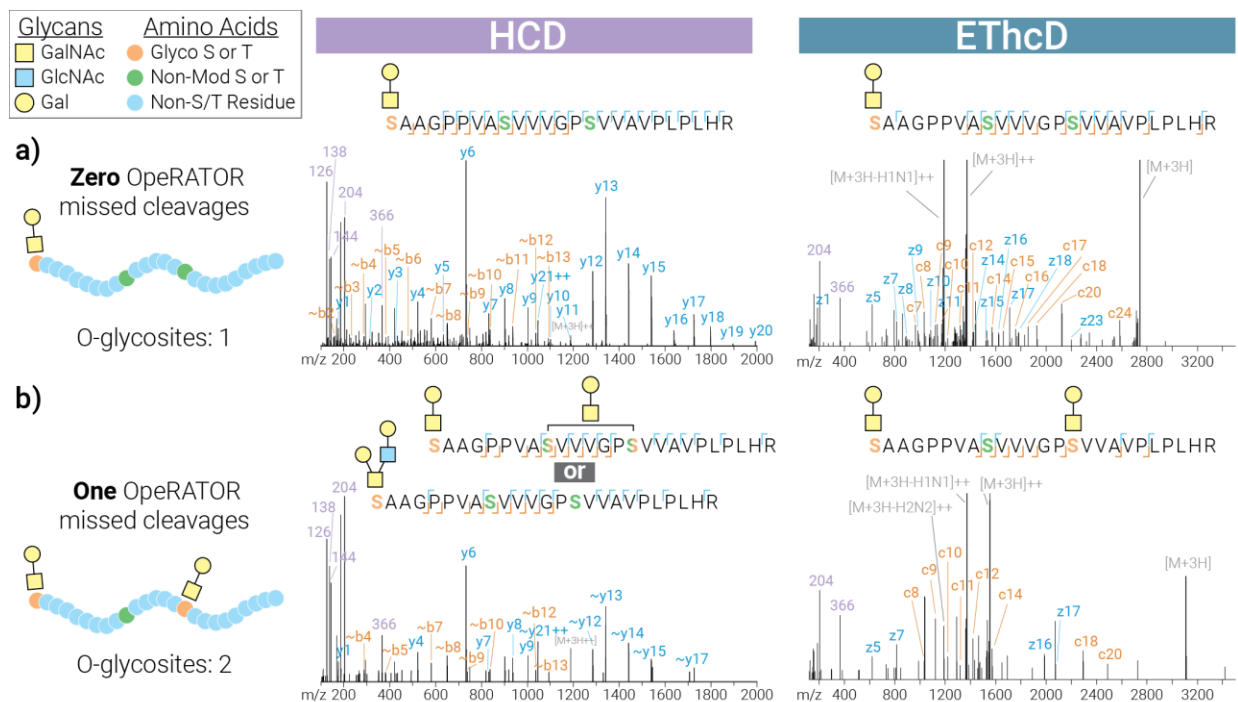 Glycans
GalNAc
GlcNAc
Gal
Amino Acids
Glyco S or T
Non-Mod S or T
Non-S/T Residue
HCD
EThcD
a)
Zero OpeRATOR
missed cleavages
O-glycosites: 1
SAAGPPVASVVVGPSVVAVPLPLHR
138
126
204
144
366
~b2
y1
~b3
~b4
y2
~b5
y3
~b6
y4
y5
~b7
~b8
y6
~b9
~b10
y7
y8
~b11
y9
~b12
y21++
~b13
y10
y11
[M+3H]++
y12
y13
y14
y15
y16
y17
y18
y19
y20
m/z 200 400 600 800 1000 1200 1400 1600 1800 2000
SAAGPPVASVVVGPSVVAVPLPLHR
[M+3H-H1N1]++
[M+3H]++
[M+3H]
204
z1
366
z5
z7
z8
c7
c8
z9
z10
c9
z11
c10
c11
c12
z14
z15
c14
z16
c15
z17
c16
z18
c17
c18
c20
z23
c24
m/z 400 800 1200 1600 2000 2400 2800 3200
b)
One OpeRATOR
missed cleavages
O-glycosites: 2
SAAGPPVASVVVGPSVVAVPLPLHR
or
SAAGPPVASVVVGPSVVAVPLPLHR
204
138
126
144
y1
~b4
366
~b5
y4
~b7
~b8
y6
~b9
~b10
y7
y8
y9
~y21++
~b12
~b13
[M+3H++]
~y12
~y13
~y14
~y15
~y17
m/z 200 400 600 800 1000 1200 1400 1600 1800 2000
SAAGPPVASVVVGPSVVAVPLPLHR
[M+3H-H1N1]++
[M+3H]++
[M+3H-H2N2]++
[M+3H]
204
366
z5
z7
c8
c9
c10
c11
c12
c14
z16
z17
c18
c20
m/z 400 800 1200 1600 2000 2400 2800 3200